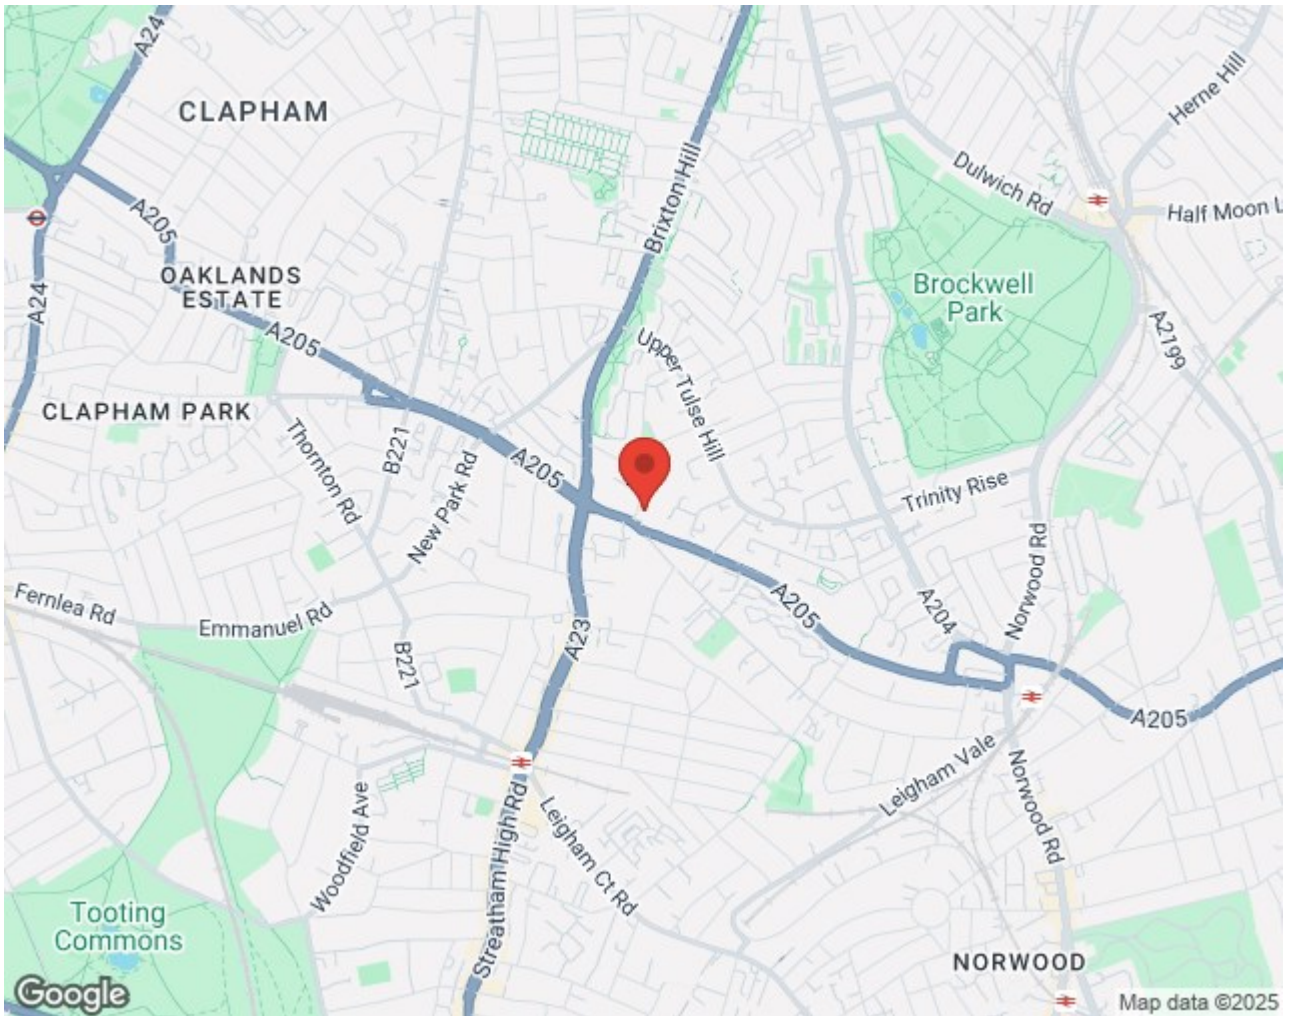 A24
CLAPHAM
Herne Hill
Brixton Hill
Dulwich Rd
A205
Half Moon L
OAKLANDS
ESTATE
A24
Brockwell
Park
A205
A2199
Upper Tulse Hill
CLAPHAM PARK
Thornton Rd
B221
New Park Rd
A205
Trinity Rise
Norwood Rd
Fernlea Rd
Emmanuel Rd
A205
A204
A23
B221
A205
Leigham Vale
Norwood Rd
Woodfield Ave
Streatham High Rd
Leigham Ct Rd
Tooting
Commons
NORWOOD
Google
Map data ©2025